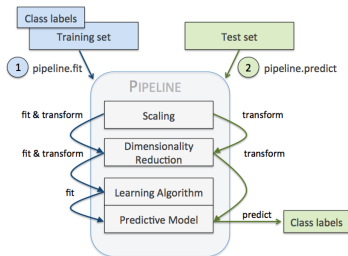 Class labels
Training set
Test set
1 pipeline.fit
2 pipeline.predict
PIPELINE
fit & transform
Scaling
transform
fit & transform
Dimensionality
Reduction
transform
fit
Learning Algorithm
Predictive Model
predict
Class labels